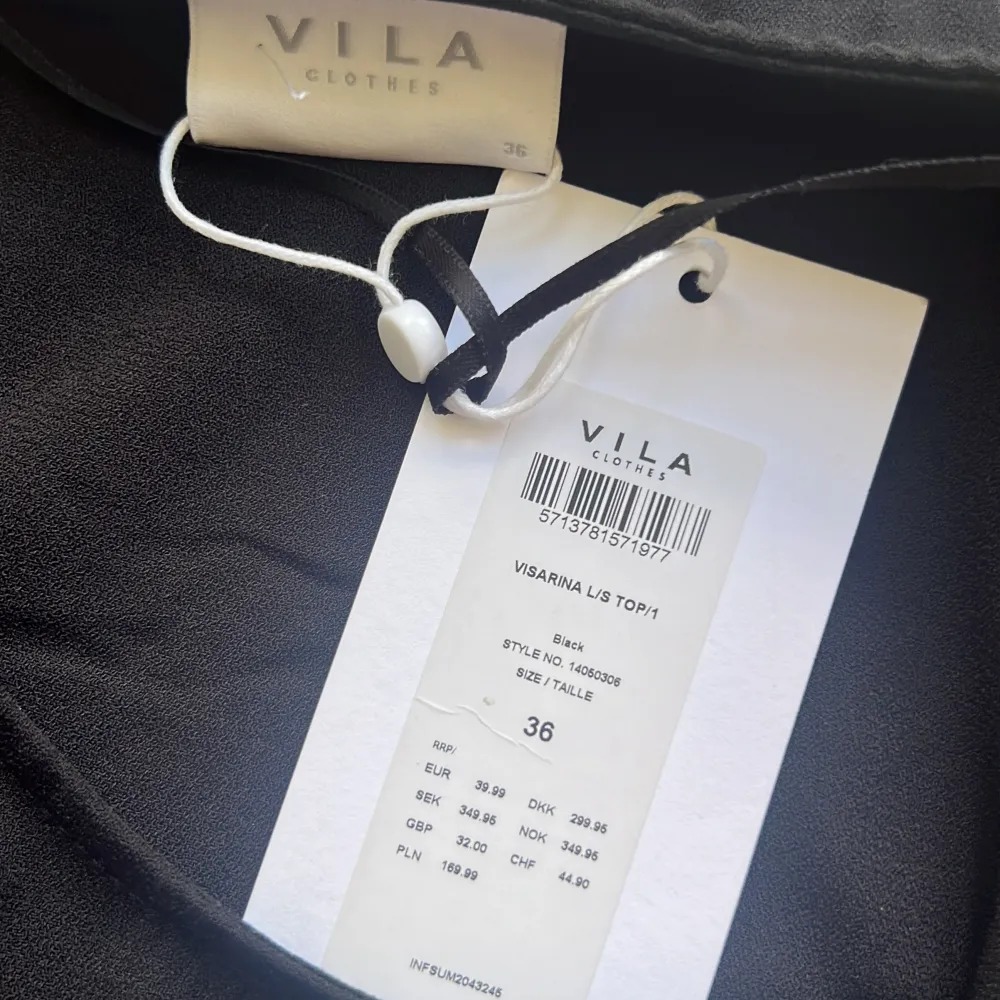 VILA
CLOTHES
36
VILA
CLOTHES
5713781571977
VISARINA L/S TOP/1
Black
STYLE NO. 14050306
SIZE / TAILLE
36
RRP/
EUR 39.99 DKK 299.95
SEK 349.95 NOK 349.95
GBP 32.00 CHF 44.90
PLN 169.99
INFSUM2043245